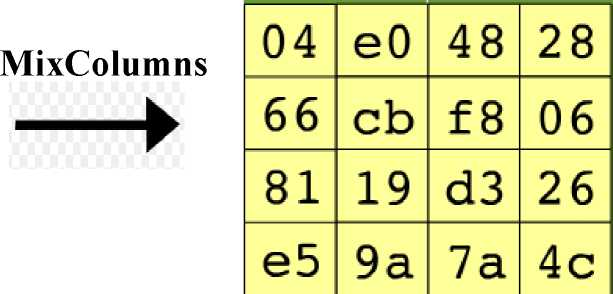 MixColumns
04 e0 48 28
66 cb f8 06
81 19 d3 26
e5 9a 7a 4c